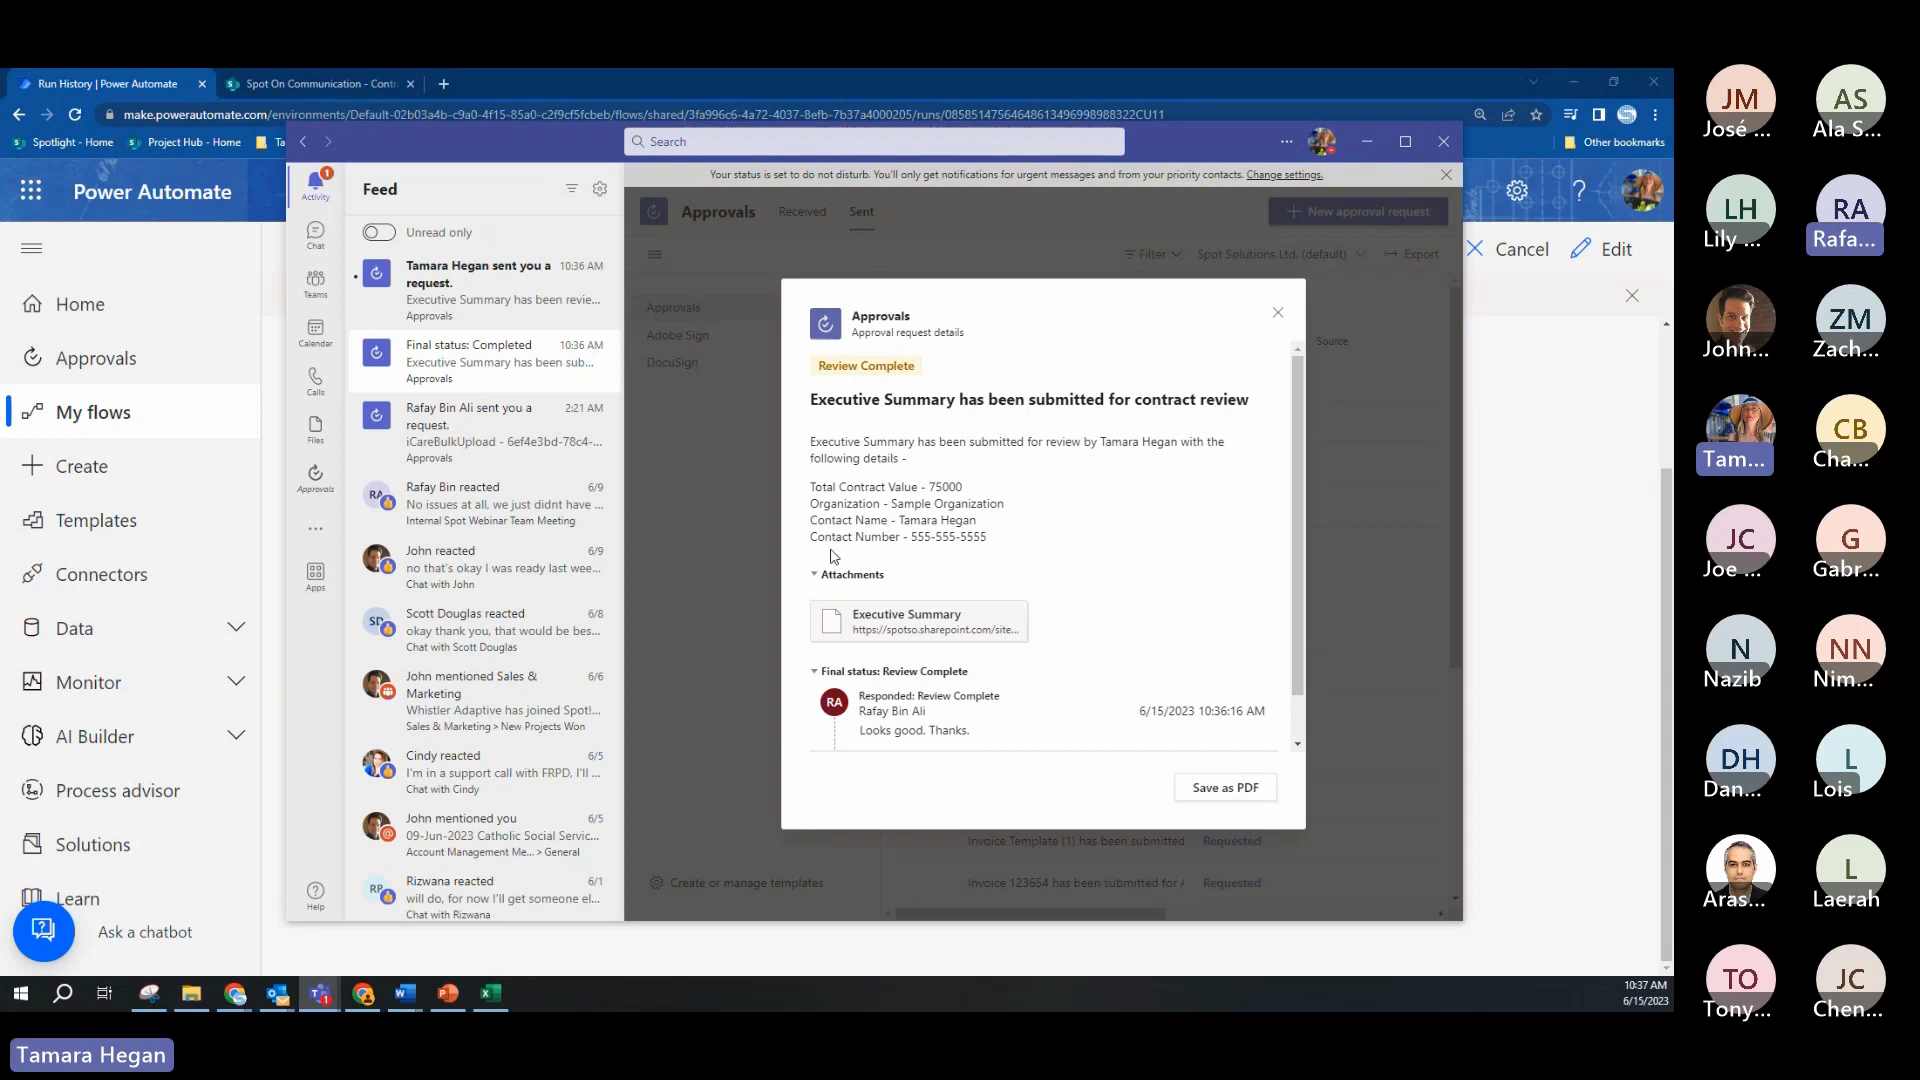 Run History | Power Automate
Spot On Communication - Contr
make.powerautomate.com/environments/Default-02b03a4b-c9a0-4f15-85a0-c2f9cf5fcbeb/flows/shared/3fa996c6-4a72-4037-8efb-7b37a4000205/runs/08585147564648613496998988322CU11
Spotlight - Home
Project Hub - Home
Ta
Other bookmarks
Power Automate
Home
Approvals
My flows
Create
Templates
Connectors
Data
Monitor
AI Builder
Process advisor
Solutions
Learn
Ask a chatbot
Cancel
Edit
Search
Your status is set to do not disturb. You'll only get notifications for urgent messages and from your priority contacts. Change settings.
1
Activity
Chat
Teams
Calendar
Calls
Files
Approvals
Apps
Help
Feed
Unread only
Tamara Hegan sent you a 10:36 AM
request.
Executive Summary has been revie...
Approvals
Final status: Completed 10:36 AM
Executive Summary has been sub...
Approvals
Rafay Bin Ali sent you a 2:21 AM
request.
iCareBulkUpload - 6ef4e3bd-78c4-...
Approvals
RA
Rafay Bin reacted 6/9
No issues at all, we just didnt have ...
Internal Spot Webinar Team Meeting
John reacted 6/9
no that's okay I was ready last wee...
Chat with John
SD
Scott Douglas reacted 6/8
okay thank you, that would be bes...
Chat with Scott Douglas
John mentioned Sales & 6/6
Marketing
Whistler Adaptive has joined Spot!...
Sales & Marketing > New Projects Won
Cindy reacted 6/5
I'm in a support call with FRPD, I'll ...
Chat with Cindy
John mentioned you 6/5
09-Jun-2023 Catholic Social Servic...
Account Management Me... > General
Rizwana reacted 6/1
will do, for now I'll get someone el...
Chat with Rizwana
Approvals
Received
Sent
New approval request
Filter
Spot Solutions Ltd. (default)
Export
Approvals
Adobe Sign
DocuSign
Source
Approvals
Approval request details
Review Complete
Executive Summary has been submitted for contract review
Executive Summary has been submitted for review by Tamara Hegan with the
following details -
Total Contract Value - 75000
Organization - Sample Organization
Contact Name - Tamara Hegan
Contact Number - 555-555-5555
Attachments
Executive Summary
https://spotso.sharepoint.com/site...
Final status: Review Complete
RA
Responded: Review Complete
Rafay Bin Ali 6/15/2023 10:36:16 AM
Looks good. Thanks.
Save as PDF
Invoice Template (1) has been submitted Requested
Invoice 123654 has been submitted for A Requested
Create or manage templates
10:37 AM
6/15/2023
Tamara Hegan
JM
José ...
AS
Ala S...
LH
Lily ...
RA
Rafa...
John...
ZM
Zach...
Tam...
CB
Cha...
JC
Joe ...
G
Gabr...
N
Nazib
NN
Nim...
DH
Dan...
L
Lois
Aras...
L
Laerah
TO
Tony...
JC
Chen...